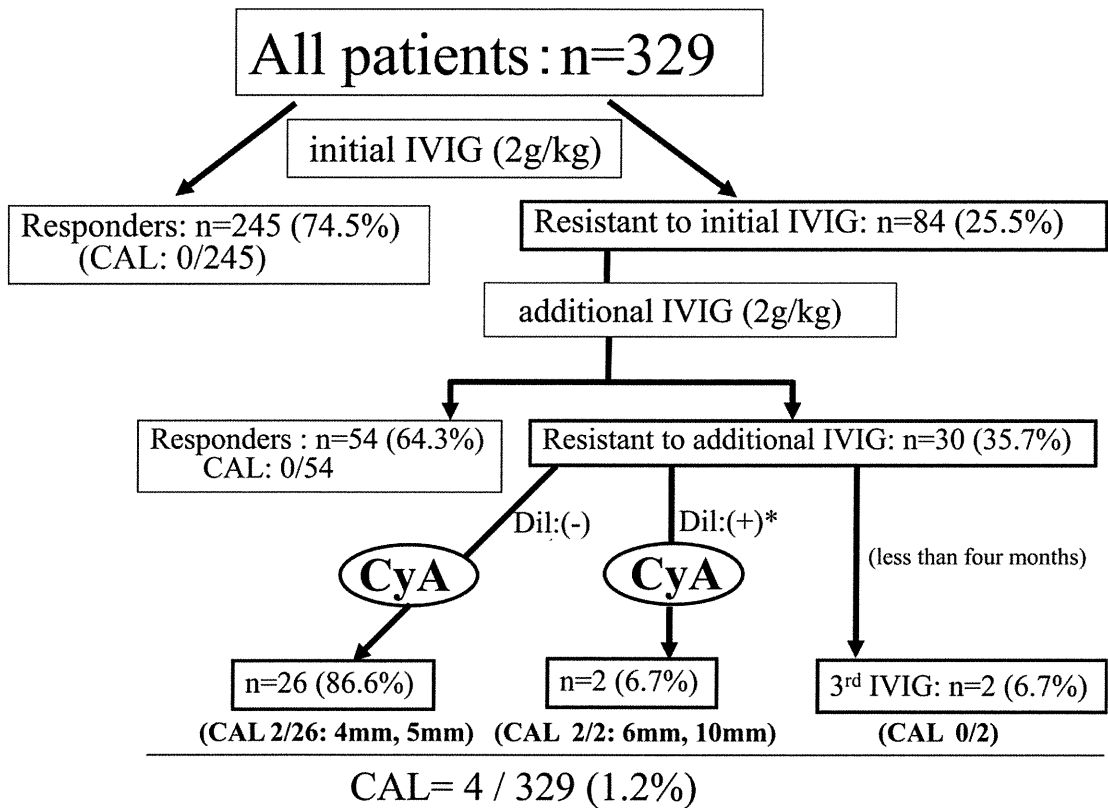 All patients : n=329
initial IVIG (2g/kg)
Responders: n=245 (74.5%)
(CAL: 0/245)
Resistant to initial IVIG: n=84 (25.5%)
additional IVIG (2g/kg)
Responders : n=54 (64.3%)
CAL: 0/54
Resistant to additional IVIG: n=30 (35.7%)
Dil:(-)
Dil:(+)*
(less than four months)
CyA
CyA
n=26 (86.6%)
n=2 (6.7%)
3rd IVIG: n=2 (6.7%)
(CAL 2/26: 4mm, 5mm)
(CAL 2/2: 6mm, 10mm)
(CAL 0/2)
CAL= 4 / 329 (1.2%)